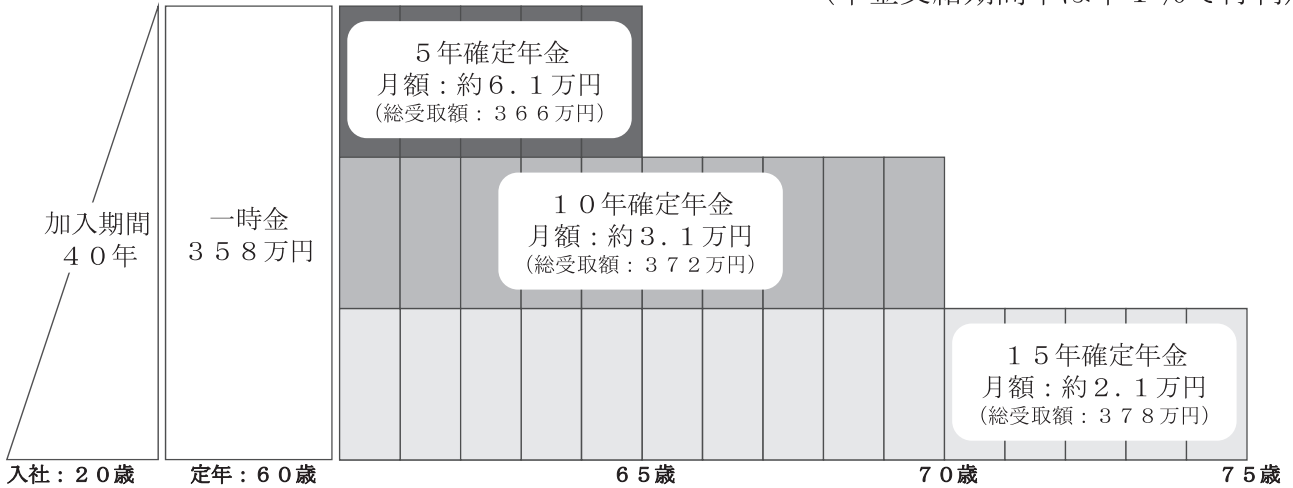 5年確定年金
月額：約6.1万円
（総受取額：366万円）
10年確定年金
月額：約3.1万円
（総受取額：372万円）
加入期間
40年
一時金
358万円
15年確定年金
月額：約2.1万円
（総受取額：378万円）
入社：20歳
定年：60歳
65歳
70歳
75歳